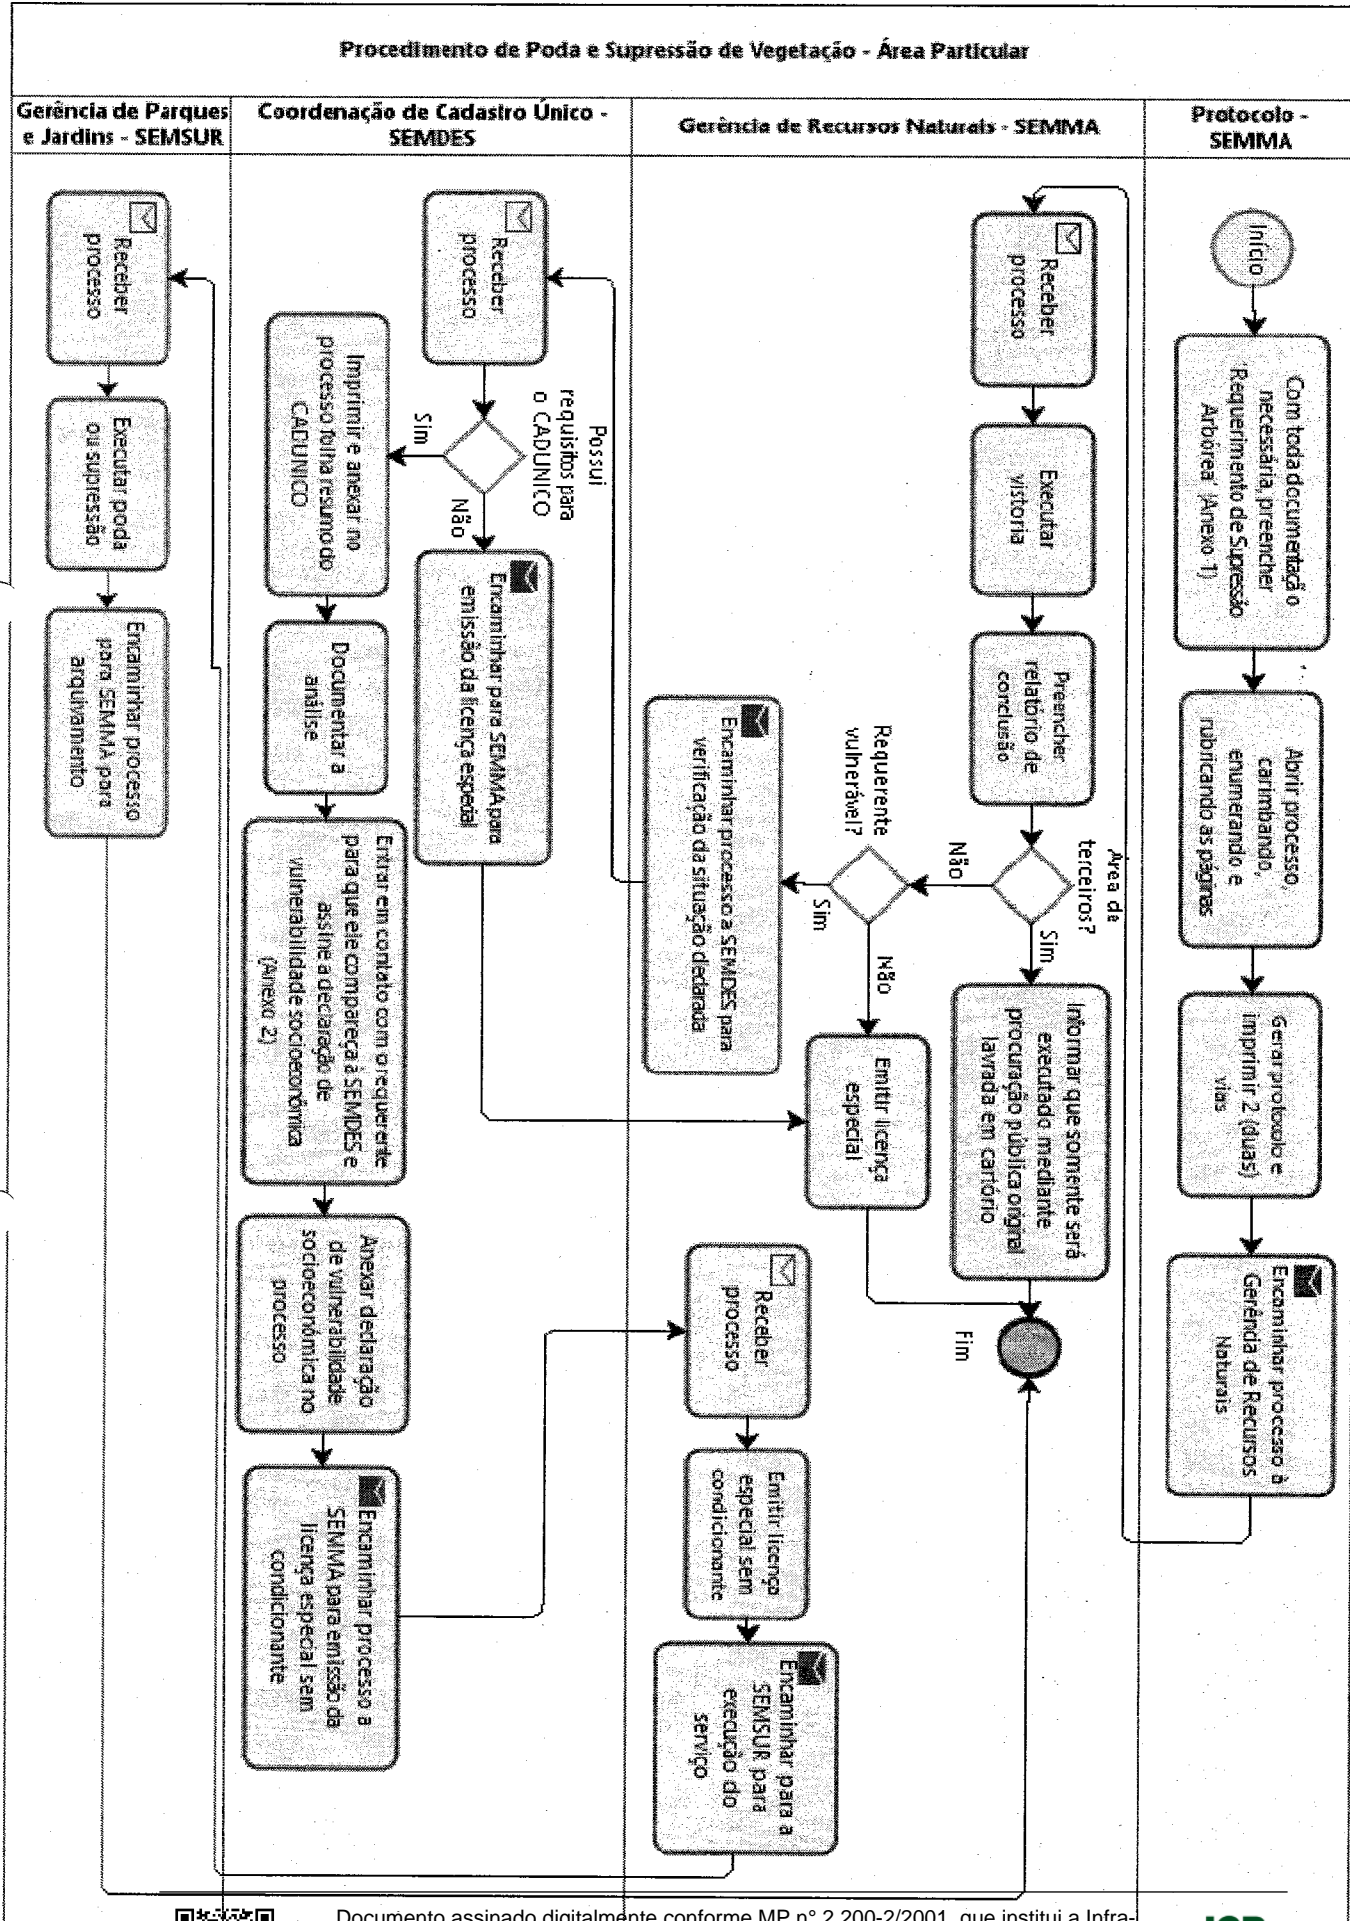 Procedimento de Poda e Supressão de Vegetação - Área Particular
Protocolo -
SEMMA
Início
Com toda documentação
necessária, preencher
'Requerimento de Supressão
Arbórea' (Anexo 1)
Abrir processo,
carimbando,
enumerando e
rubricando as páginas
Gerar protocolo e
imprimir 2 (duas)
vias
Encaminhar processo à
Gerência de Recursos
Naturais
Gerência de Recursos Naturais - SEMMA
Receber
processo
Executar
vistoria
Preencher
relatório de
conclusão
Área de
terceiros?
Sim
Não
Informar que somente será
executado mediante
procuração pública original
lavrada em cartório
Fim
Requerente
vulnerável?
Sim
Não
Emitir licença
especial
Encaminhar processo a SEMDES para
verificação da situação declarada
Receber
processo
Emitir licença
especial sem
condicionante
Encaminhar para a
SEMSUR para
execução do
serviço
Coordenação de Cadastro Único -
SEMDES
Receber
processo
Possui
requisitos para
o CADUNICO
Sim
Não
Encaminhar para SEMMA para
emissão da licença especial
Imprimir e anexar no
processo folha resumo do
CADUNICO
Documentar a
análise
Entrar em contato com o requerente
para que ele compareça à SEMDES e
assine a declaração de
vulnerabilidade socioeconômica
(Anexo 2)
Anexar declaração
de vulnerabilidade
socioeconômica no
processo
Encaminhar processo a
SEMMA para emissão da
licença especial sem
condicionante
Gerência de Parques
e Jardins - SEMSUR
Receber
processo
Executar poda
ou supressão
Encaminhar processo
para SEMMA para
arquivamento
Documento assinado digitalmente conforme MP n° 2.200-2/2001, que institui a Infra-